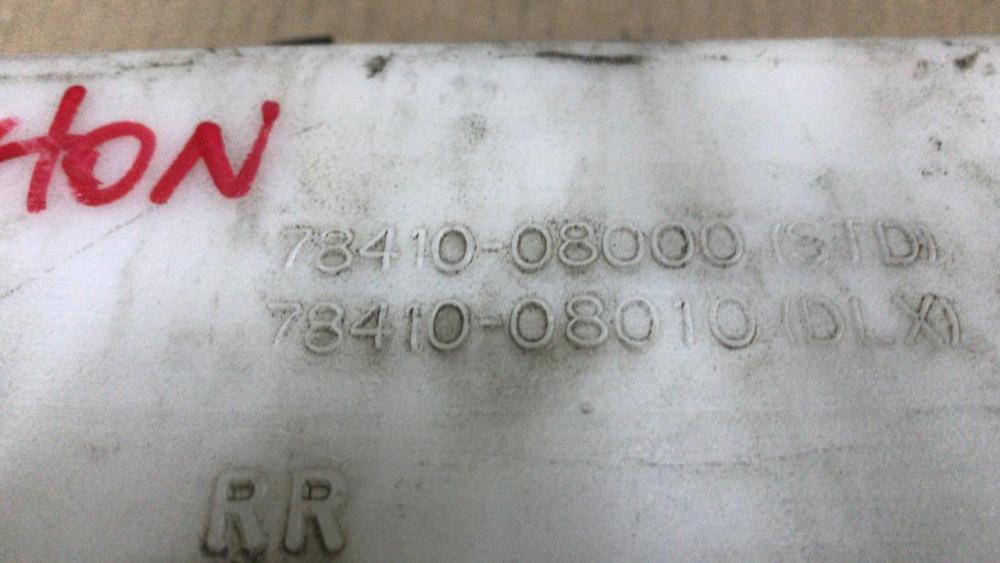 HON
78410-08000 (STD)
78410-08010 (DLX)
RR